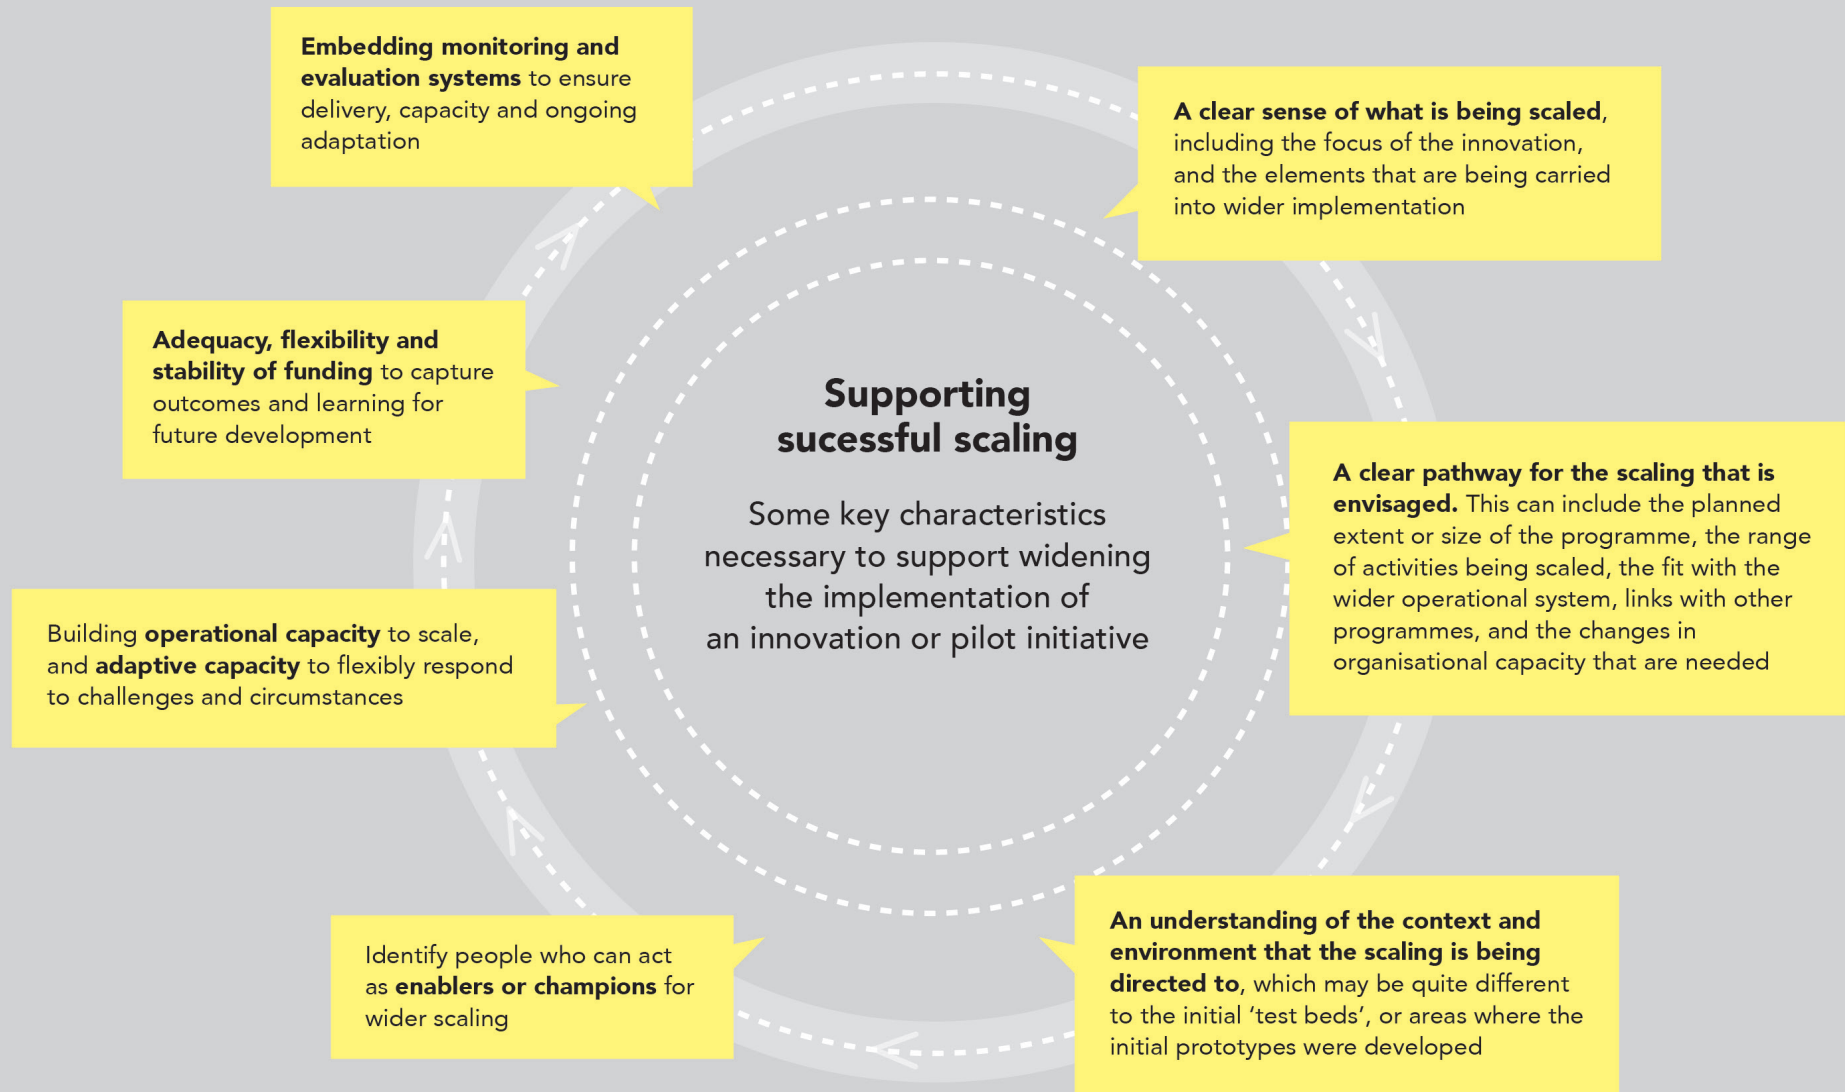 Supporting
sucessful scaling
Some key characteristics
necessary to support widening
the implementation of
an innovation or pilot initiative
A clear sense of what is being scaled,
including the focus of the innovation,
and the elements that are being carried
into wider implementation
A clear pathway for the scaling that is
envisaged. This can include the planned
extent or size of the programme, the range
of activities being scaled, the fit with the
wider operational system, links with other
programmes, and the changes in
organisational capacity that are needed
An understanding of the context and
environment that the scaling is being
directed to, which may be quite different
to the initial ‘test beds’, or areas where the
initial prototypes were developed
Identify people who can act
as enablers or champions for
wider scaling
Building operational capacity to scale,
and adaptive capacity to flexibly respond
to challenges and circumstances
Adequacy, flexibility and
stability of funding to capture
outcomes and learning for
future development
Embedding monitoring and
evaluation systems to ensure
delivery, capacity and ongoing
adaptation